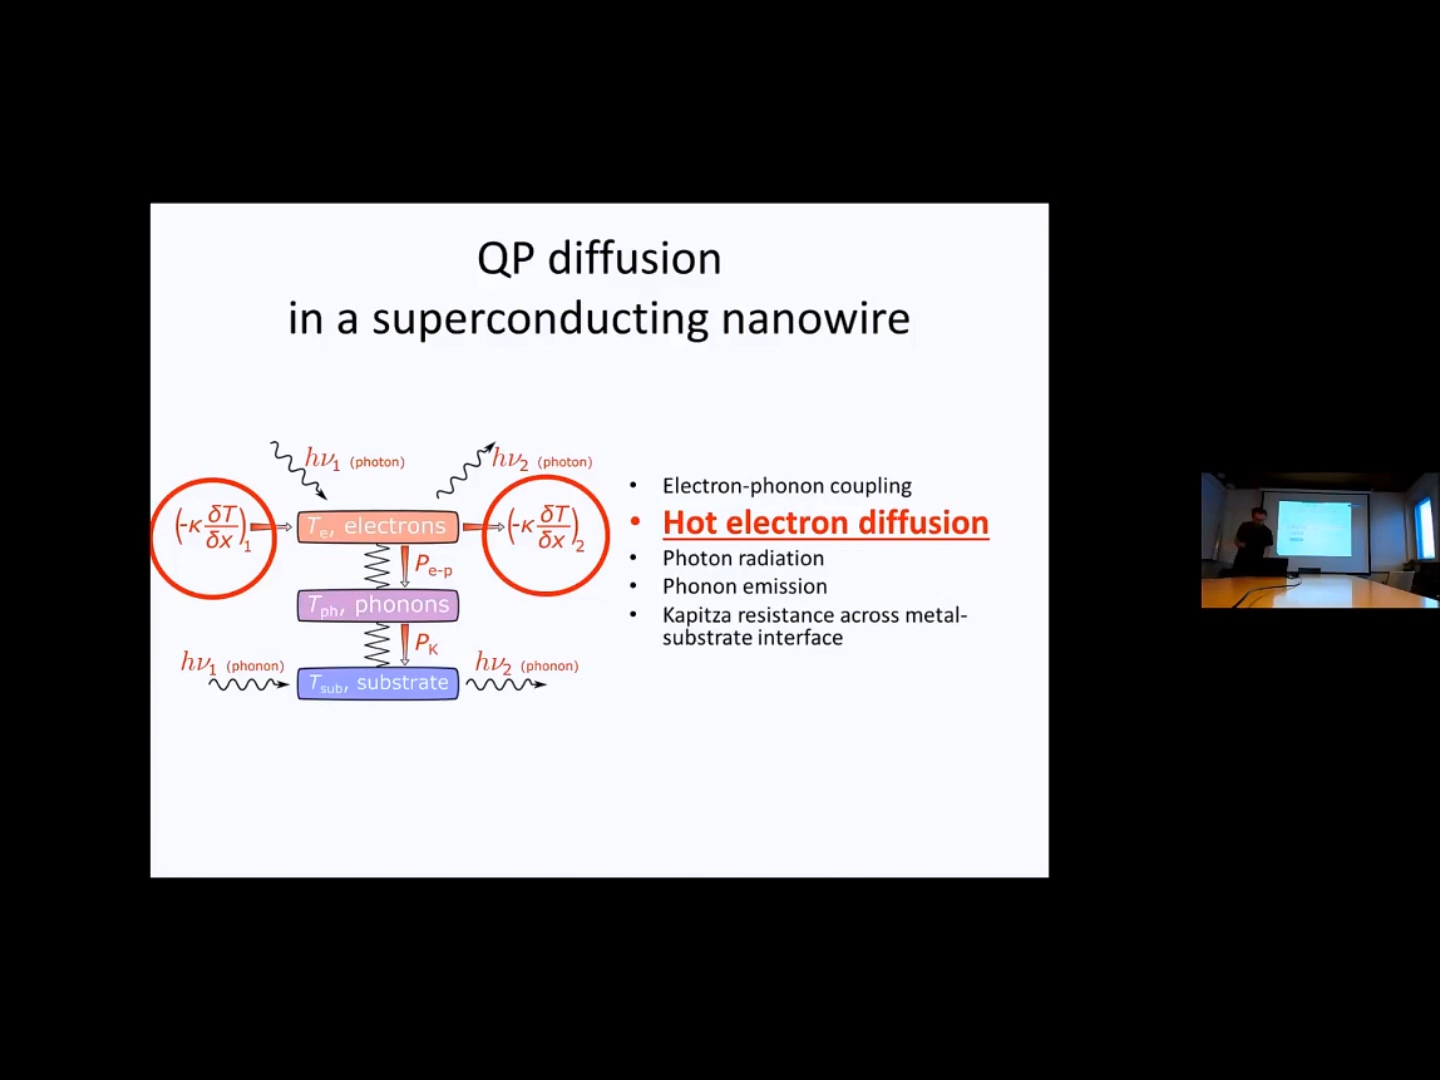 QP diffusion
in a superconducting nanowire
hν1 (photon)
hν2 (photon)
(-κ δT/δx)1
Te, electrons
(-κ δT/δx)2
Pe-p
Tph, phonons
PK
hν1 (phonon)
hν2 (phonon)
Tsub, substrate
• Electron-phonon coupling
• Hot electron diffusion
• Photon radiation
• Phonon emission
• Kapitza resistance across metal-
substrate interface